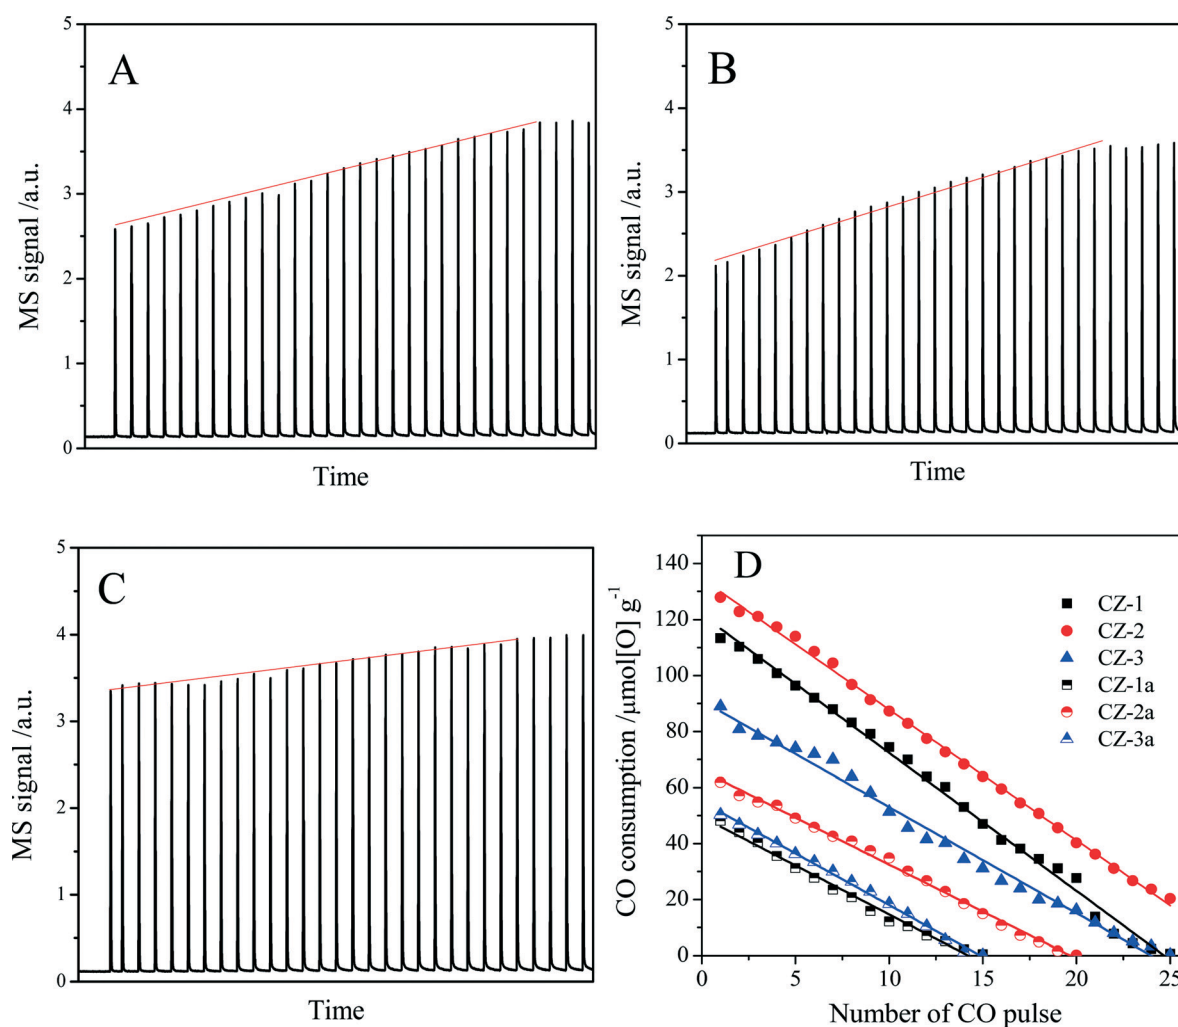 A
MS signal /a.u.
5
4
3
2
1
0
Time
B
MS signal /a.u.
5
4
3
2
1
0
Time
C
MS signal /a.u.
5
4
3
2
1
0
Time
D
CO consumption /μmol[O] g⁻¹
140
120
100
80
60
40
20
0
CZ-1
CZ-2
CZ-3
CZ-1a
CZ-2a
CZ-3a
0 5 10 15 20 25
Number of CO pulse